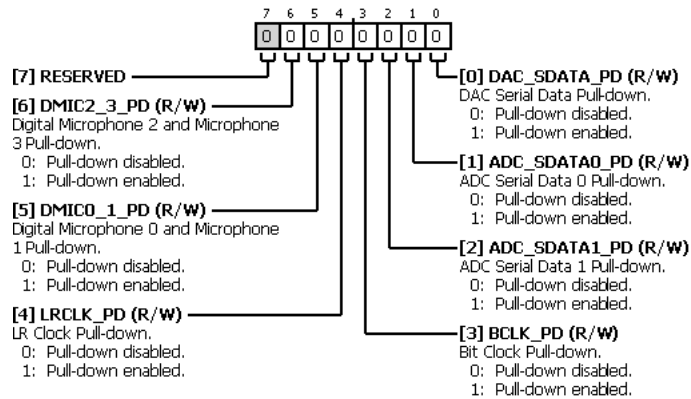 7 6 5 4 3 2 1 0
0 0 0 0 0 0 0 0
[7] RESERVED
[6] DMIC2_3_PD (R/W)
Digital Microphone 2 and Microphone
3 Pull-down.
0: Pull-down disabled.
1: Pull-down enabled.
[5] DMIC0_1_PD (R/W)
Digital Microphone 0 and Microphone
1 Pull-down.
0: Pull-down disabled.
1: Pull-down enabled.
[4] LRCLK_PD (R/W)
LR Clock Pull-down.
0: Pull-down disabled.
1: Pull-down enabled.
[0] DAC_SDATA_PD (R/W)
DAC Serial Data Pull-down.
0: Pull-down disabled.
1: Pull-down enabled.
[1] ADC_SDATA0_PD (R/W)
ADC Serial Data 0 Pull-down.
0: Pull-down disabled.
1: Pull-down enabled.
[2] ADC_SDATA1_PD (R/W)
ADC Serial Data 1 Pull-down.
0: Pull-down disabled.
1: Pull-down enabled.
[3] BCLK_PD (R/W)
Bit Clock Pull-down.
0: Pull-down disabled.
1: Pull-down enabled.